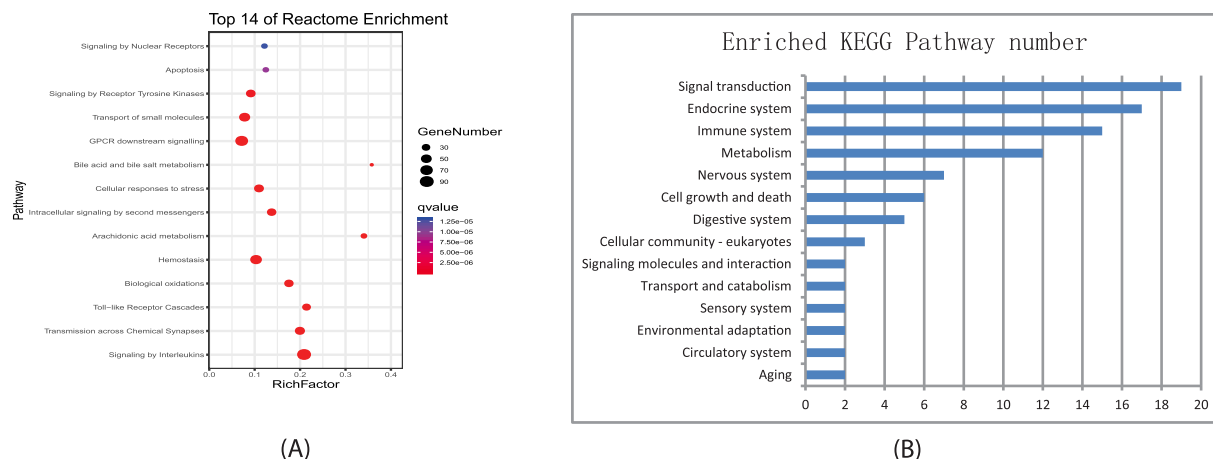 Top 14 of Reactome Enrichment
Pathway
Signaling by Nuclear Receptors
Apoptosis
Signaling by Receptor Tyrosine Kinases
Transport of small molecules
GPCR downstream signalling
Bile acid and bile salt metabolism
Cellular responses to stress
Intracellular signaling by second messengers
Arachidonic acid metabolism
Hemostasis
Biological oxidations
Toll−like Receptor Cascades
Transmission across Chemical Synapses
Signaling by Interleukins
0.0 0.1 0.2 0.3 0.4
RichFactor
GeneNumber
30
50
70
90
qvalue
1.25e−05
1.00e−05
7.50e−06
5.00e−06
2.50e−06
(A)
Enriched KEGG Pathway number
Signal transduction
Endocrine system
Immune system
Metabolism
Nervous system
Cell growth and death
Digestive system
Cellular community - eukaryotes
Signaling molecules and interaction
Transport and catabolism
Sensory system
Environmental adaptation
Circulatory system
Aging
0 2 4 6 8 10 12 14 16 18 20
(B)